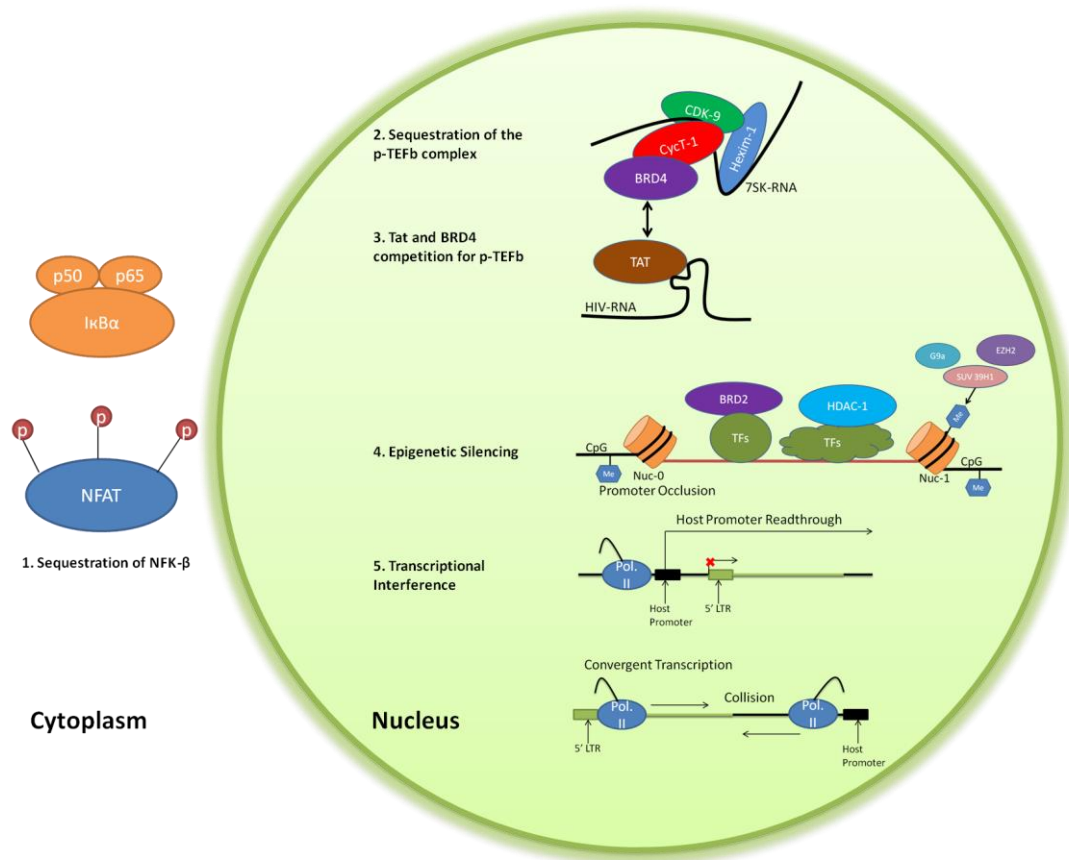 p50
p65
IκBα
p
p
p
NFAT
1. Sequestration of NFK-β
Cytoplasm
2. Sequestration of the
p-TEFb complex
CDK-9
CycT-1
Hexim-1
BRD4
7SK-RNA
3. Tat and BRD4
competition for p-TEFb
TAT
HIV-RNA
4. Epigenetic Silencing
G9a
EZH2
SUV 39H1
Me
BRD2
HDAC-1
TFs
TFs
CpG
Me
Nuc-0
Nuc-1
CpG
Me
Promoter Occlusion
5. Transcriptional
Interference
Host Promoter Readthrough
Pol.
II
Host
Promoter
5' LTR
Convergent Transcription
Collision
Pol.
II
Pol.
II
5' LTR
Host
Promoter
Nucleus